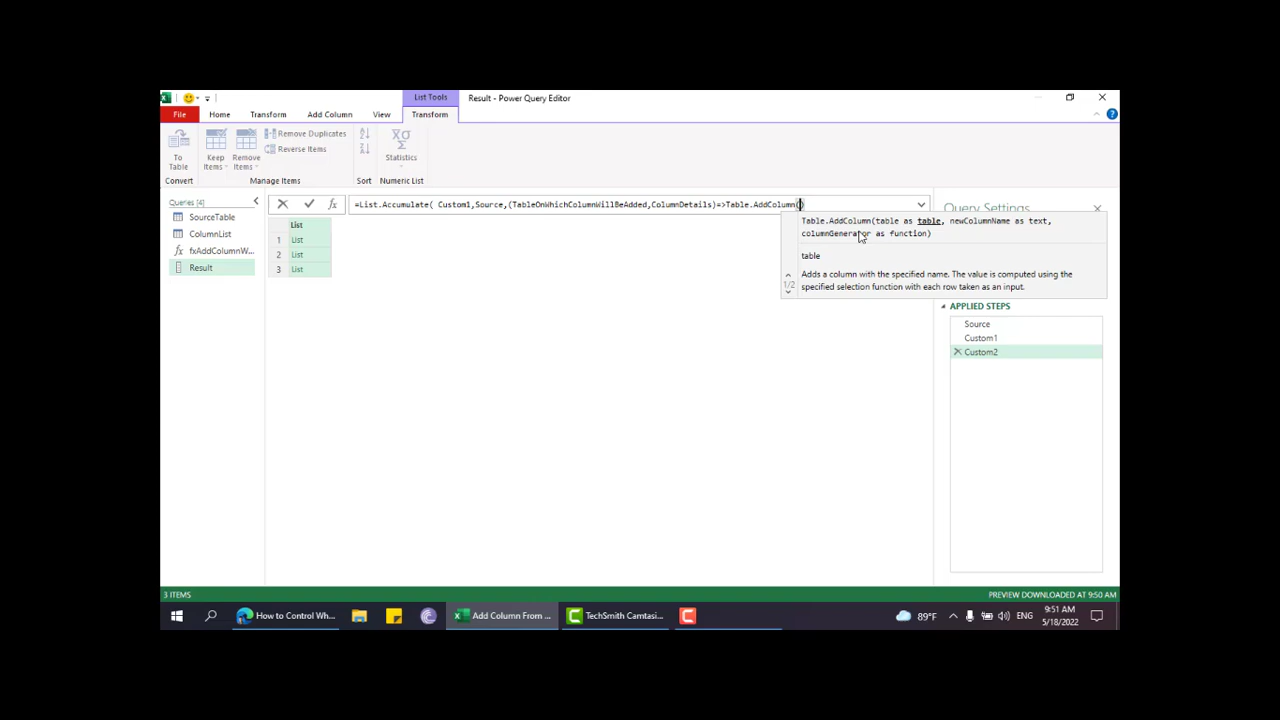 List Tools
Result - Power Query Editor
File
Home
Transform
Add Column
View
Transform
To
Table
Keep
Items
Remove
Items
Remove Duplicates
Reverse Items
Statistics
Convert
Manage Items
Sort
Numeric List
Queries [4]
=List.Accumulate( Custom1,Source,(TableOnWhichColumnWillBeAdded,ColumnDetails)=>Table.AddColumn()
Query Settings
SourceTable
ColumnList
fxAddColumnW...
Result
List
1 List
2 List
3 List
Table.AddColumn(table as table, newColumnName as text,
columnGenerator as function)
table
1/2
Adds a column with the specified name. The value is computed using the
specified selection function with each row taken as an input.
APPLIED STEPS
Source
Custom1
Custom2
3 ITEMS
PREVIEW DOWNLOADED AT 9:50 AM
How to Control Wh...
Add Column From ...
TechSmith Camtasi...
89°F
ENG
9:51 AM
5/18/2022